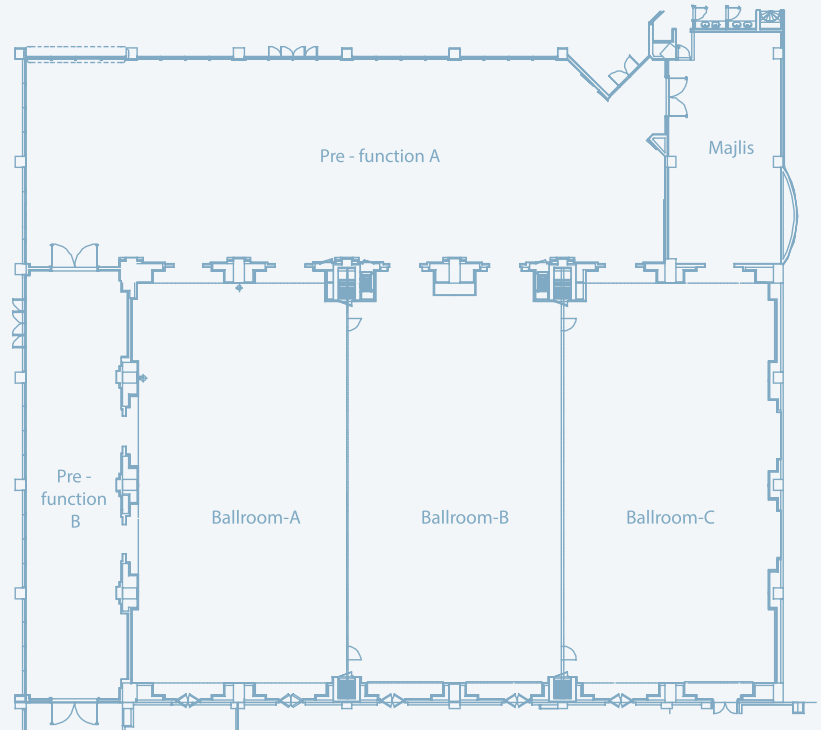 Pre - function A
Majlis
Pre -
function
B
Ballroom-A
Ballroom-B
Ballroom-C